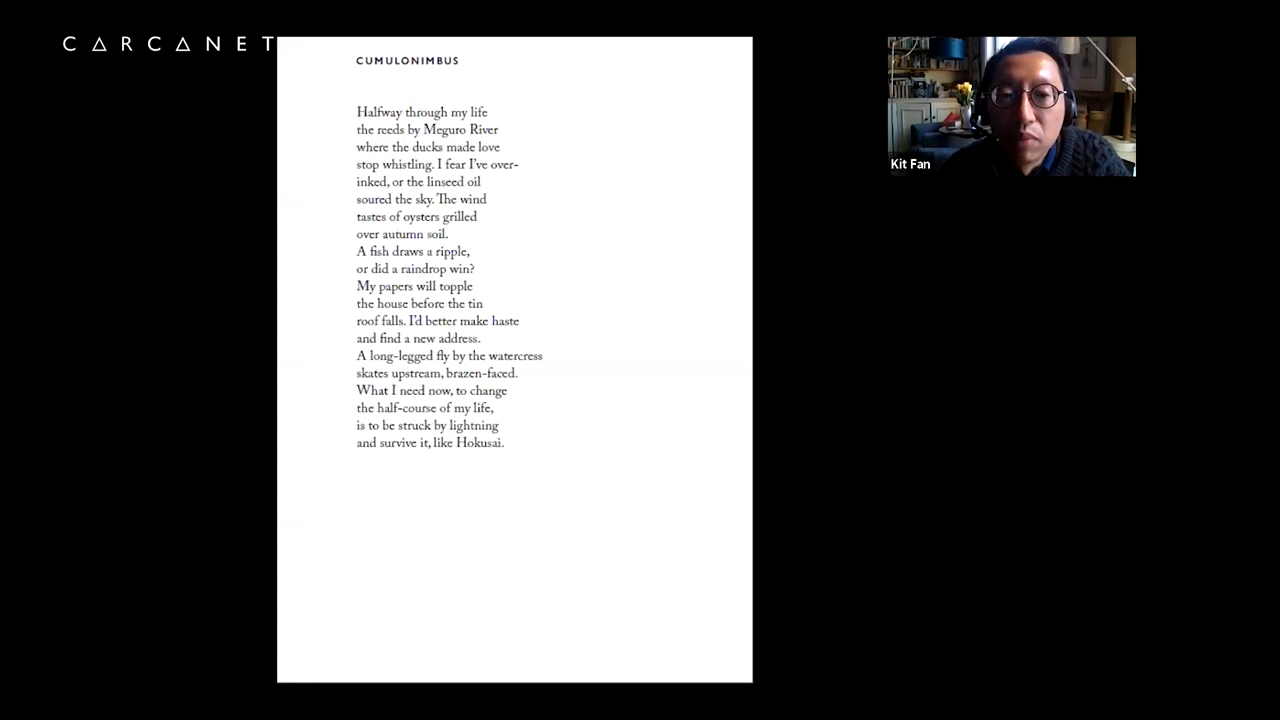 CARCANET
CUMULONIMBUS
Halfway through my life
the reeds by Meguro River
where the ducks made love
stop whistling. I fear I've over-
inked, or the linseed oil
soured the sky. The wind
tastes of oysters grilled
over autumn soil.
A fish draws a ripple,
or did a raindrop win?
My papers will topple
the house before the tin
roof falls. I'd better make haste
and find a new address.
A long-legged fly by the watercress
skates upstream, brazen-faced.
What I need now, to change
the half-course of my life,
is to be struck by lightning
and survive it, like Hokusai.
Kit Fan